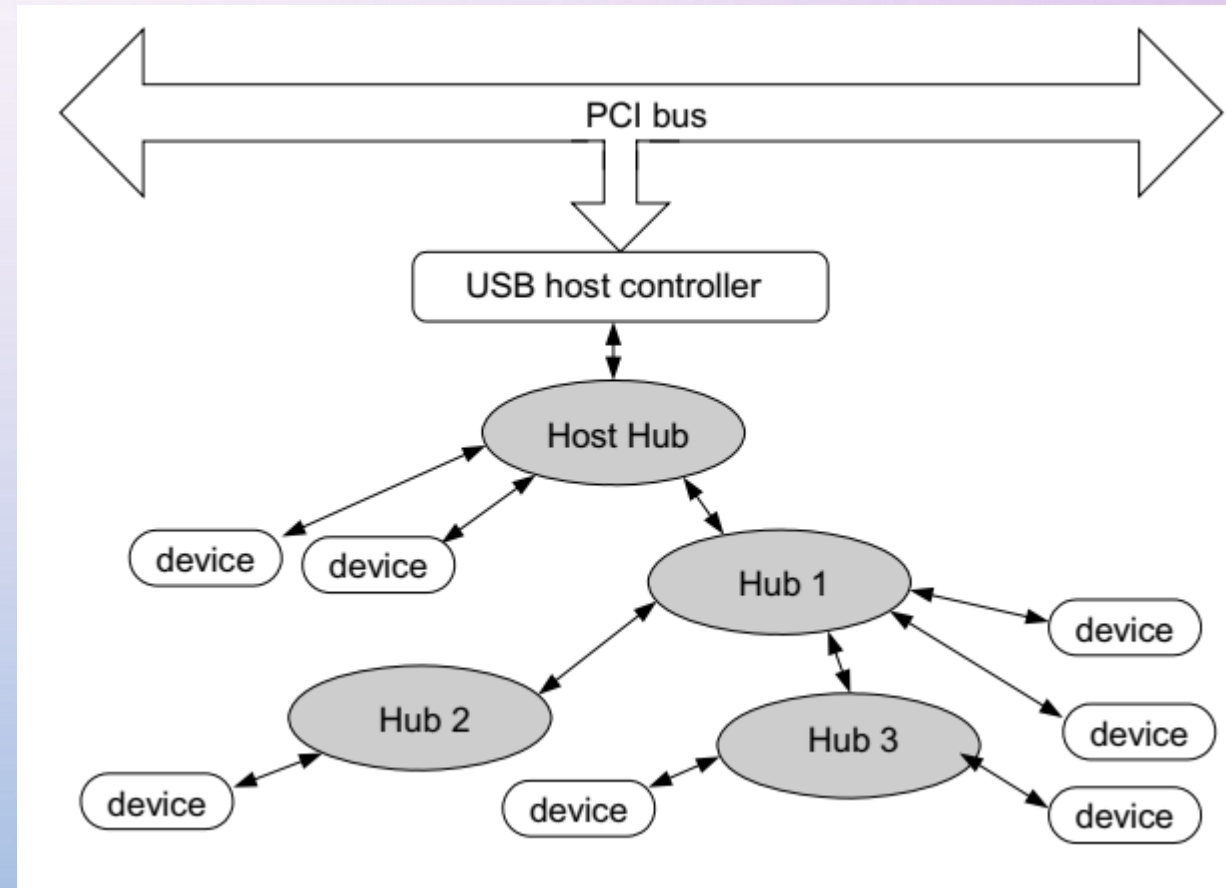 PCI bus
USB host controller
Host Hub
device
device
Hub 1
device
Hub 2
Hub 3
device
device
device
device